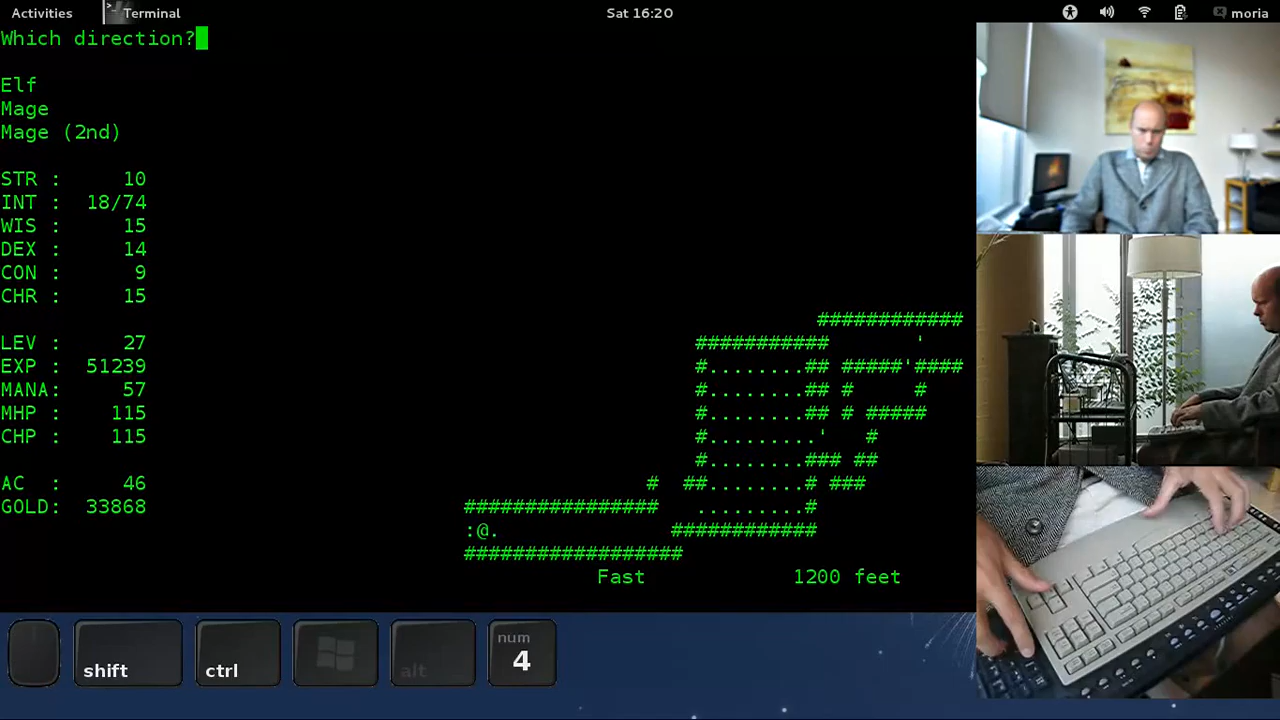 Activities Terminal Sat 16:20 moria
Which direction?
Elf
Mage
Mage (2nd)
STR : 10
INT : 18/74
WIS : 15
DEX : 14
CON : 9
CHR : 15
############
LEV : 27 ########### '
EXP : 51239 #........## #####'####
MANA: 57 #........## # #
MHP : 115 #........## # #####
CHP : 115 #.........' #
#........### ##
AC : 46 # ##........# ###
GOLD: 33868 ################ .........#
:@. ############
##################
Fast 1200 feet
shift ctrl alt num
4